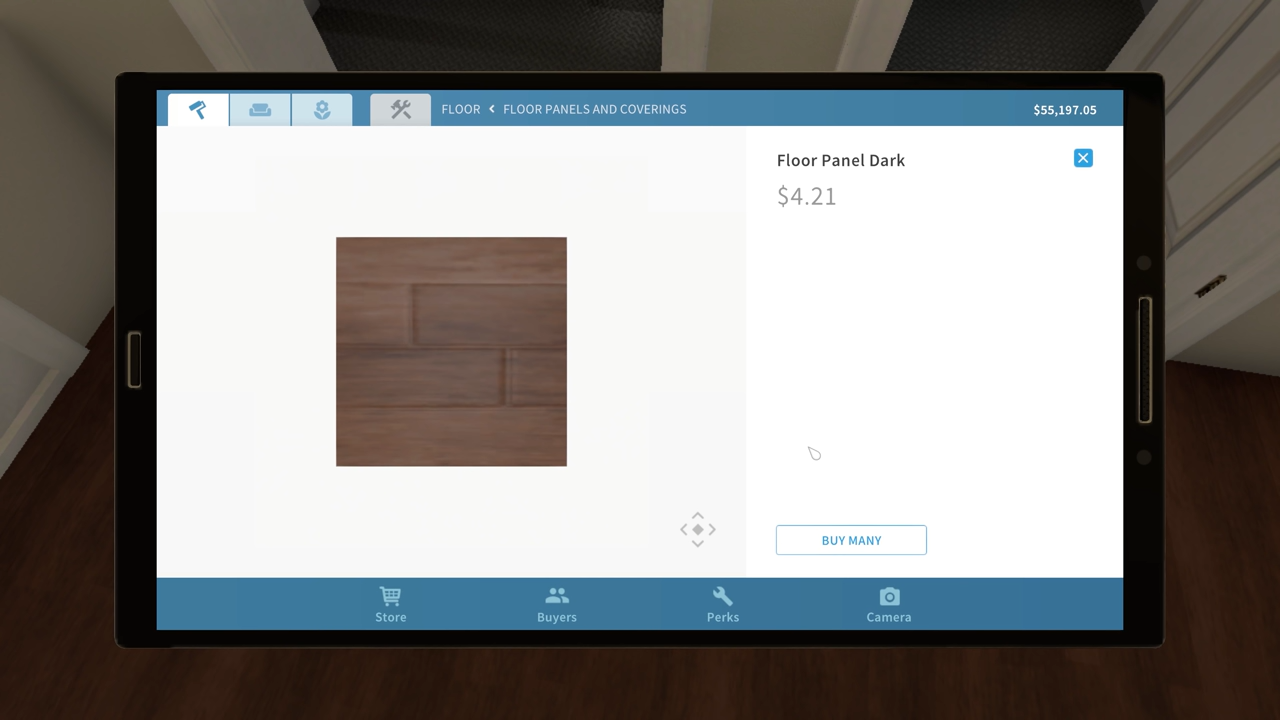 FLOOR < FLOOR PANELS AND COVERINGS
$55,197.05
Floor Panel Dark
$4.21
BUY MANY
Store
Buyers
Perks
Camera